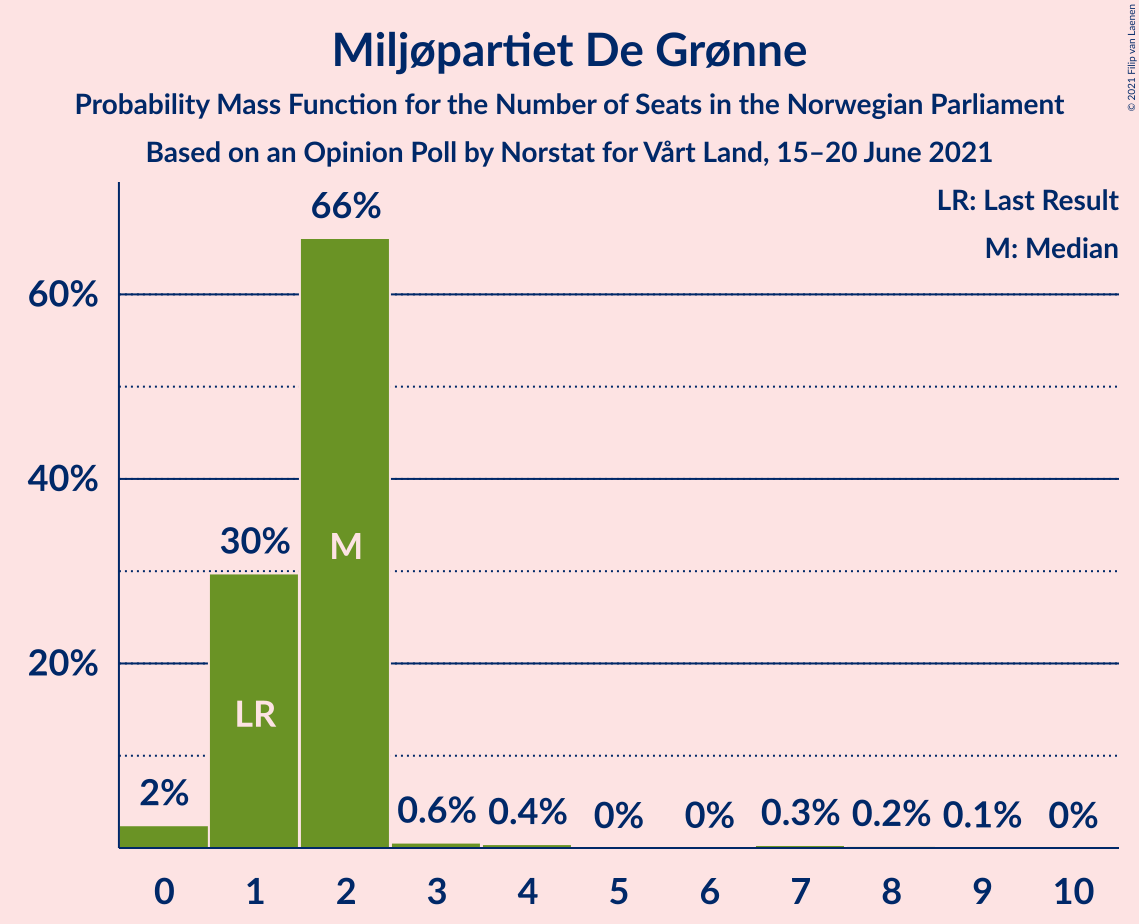 Miljøpartiet De Grønne
Probability Mass Function for the Number of Seats in the Norwegian Parliament
Based on an Opinion Poll by Norstat for Vårt Land, 15–20 June 2021
© 2021 Filip van Laenen
LR: Last Result
M: Median
66%
60%
40%
30%
M
20%
LR
2%
0.6%
0.4%
0%
0%
0.3%
0.2%
0.1%
0%
0 1 2 3 4 5 6 7 8 9 10